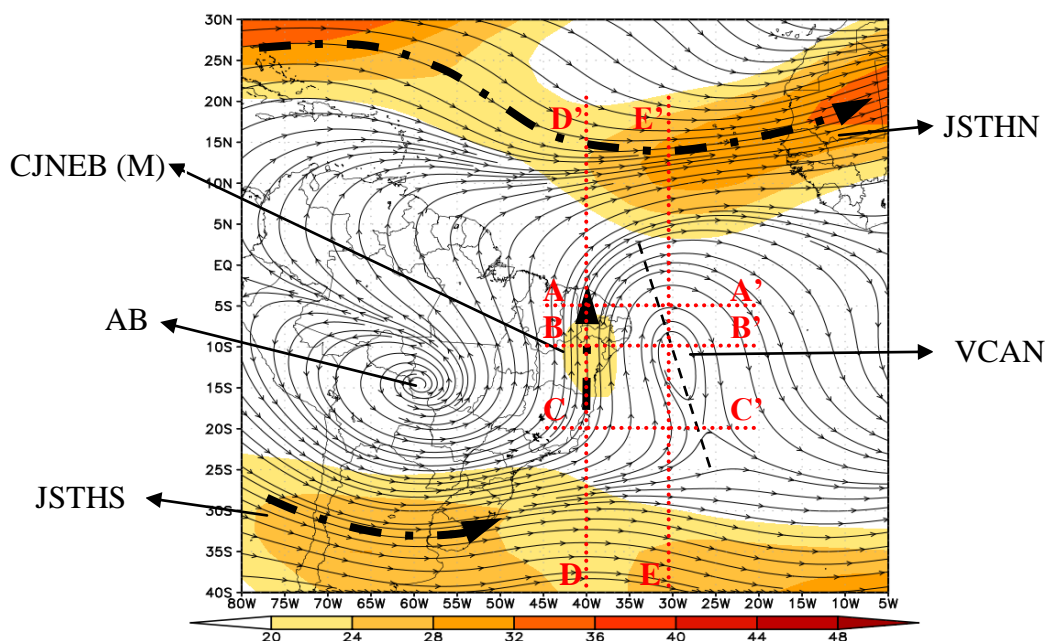 30N
25N
20N
15N
10N
5N
EQ
5S
10S
15S
20S
25S
30S
35S
40S
80W 75W 70W 65W 60W 55W 50W 45W 40W 35W 30W 25W 20W 15W 10W 5W
20 24 28 32 36 40 44 48
D' E'
JSTHN
CJNEB (M)
A A'
B B'
AB
VCAN
C C'
JSTHS
D E